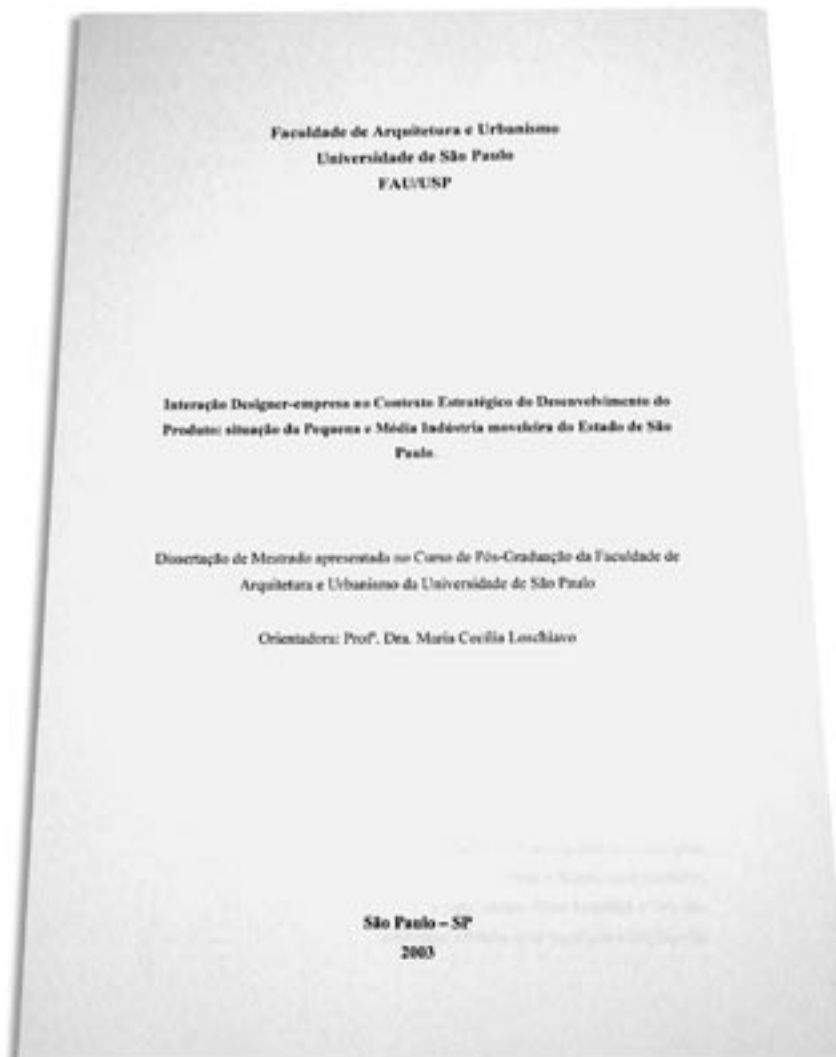 Faculdade de Arquitetura e Urbanismo
Universidade de São Paulo
FAU/USP
Interação Designer-empresa no Contexto Estratégico do Desenvolvimento do
Produto: situação da Pequena e Média Indústria moveleira do Estado de São
Paulo.
Dissertação de Mestrado apresentada no Curso de Pós-Graduação da Faculdade de
Arquitetura e Urbanismo da Universidade de São Paulo
Orientadora: Profª. Dra. Maria Cecilia Loschiavo
São Paulo – SP
2003